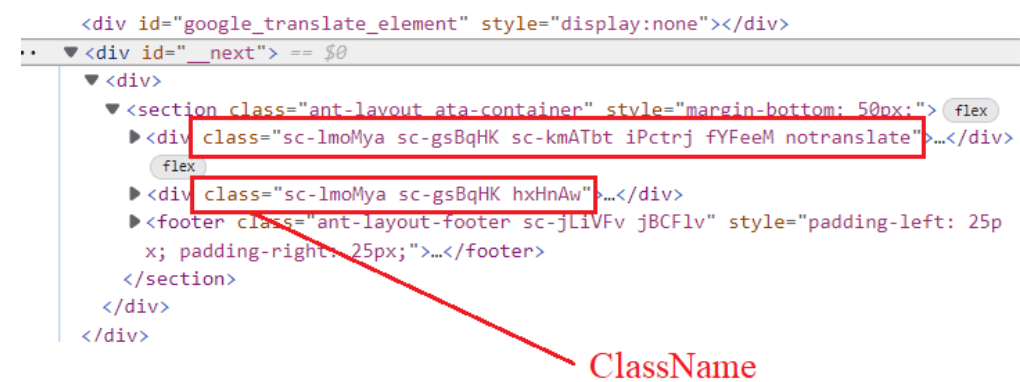 <div id="google_translate_element" style="display:none"></div>
·· ▼<div id="__next"> == $0
▼<div>
▼<section class="ant-layout ata-container" style="margin-bottom: 50px;"> flex
▶<div class="sc-lmoMya sc-gsBqHK sc-kmATbt iPctrj fYFeeM notranslate">…</div>
flex
▶<div class="sc-lmoMya sc-gsBqHK hxHnAw">…</div>
▶<footer class="ant-layout-footer sc-jLiVFv jBCFlv" style="padding-left: 25p
x; padding-right: 25px;">…</footer>
</section>
</div>
</div>
ClassName